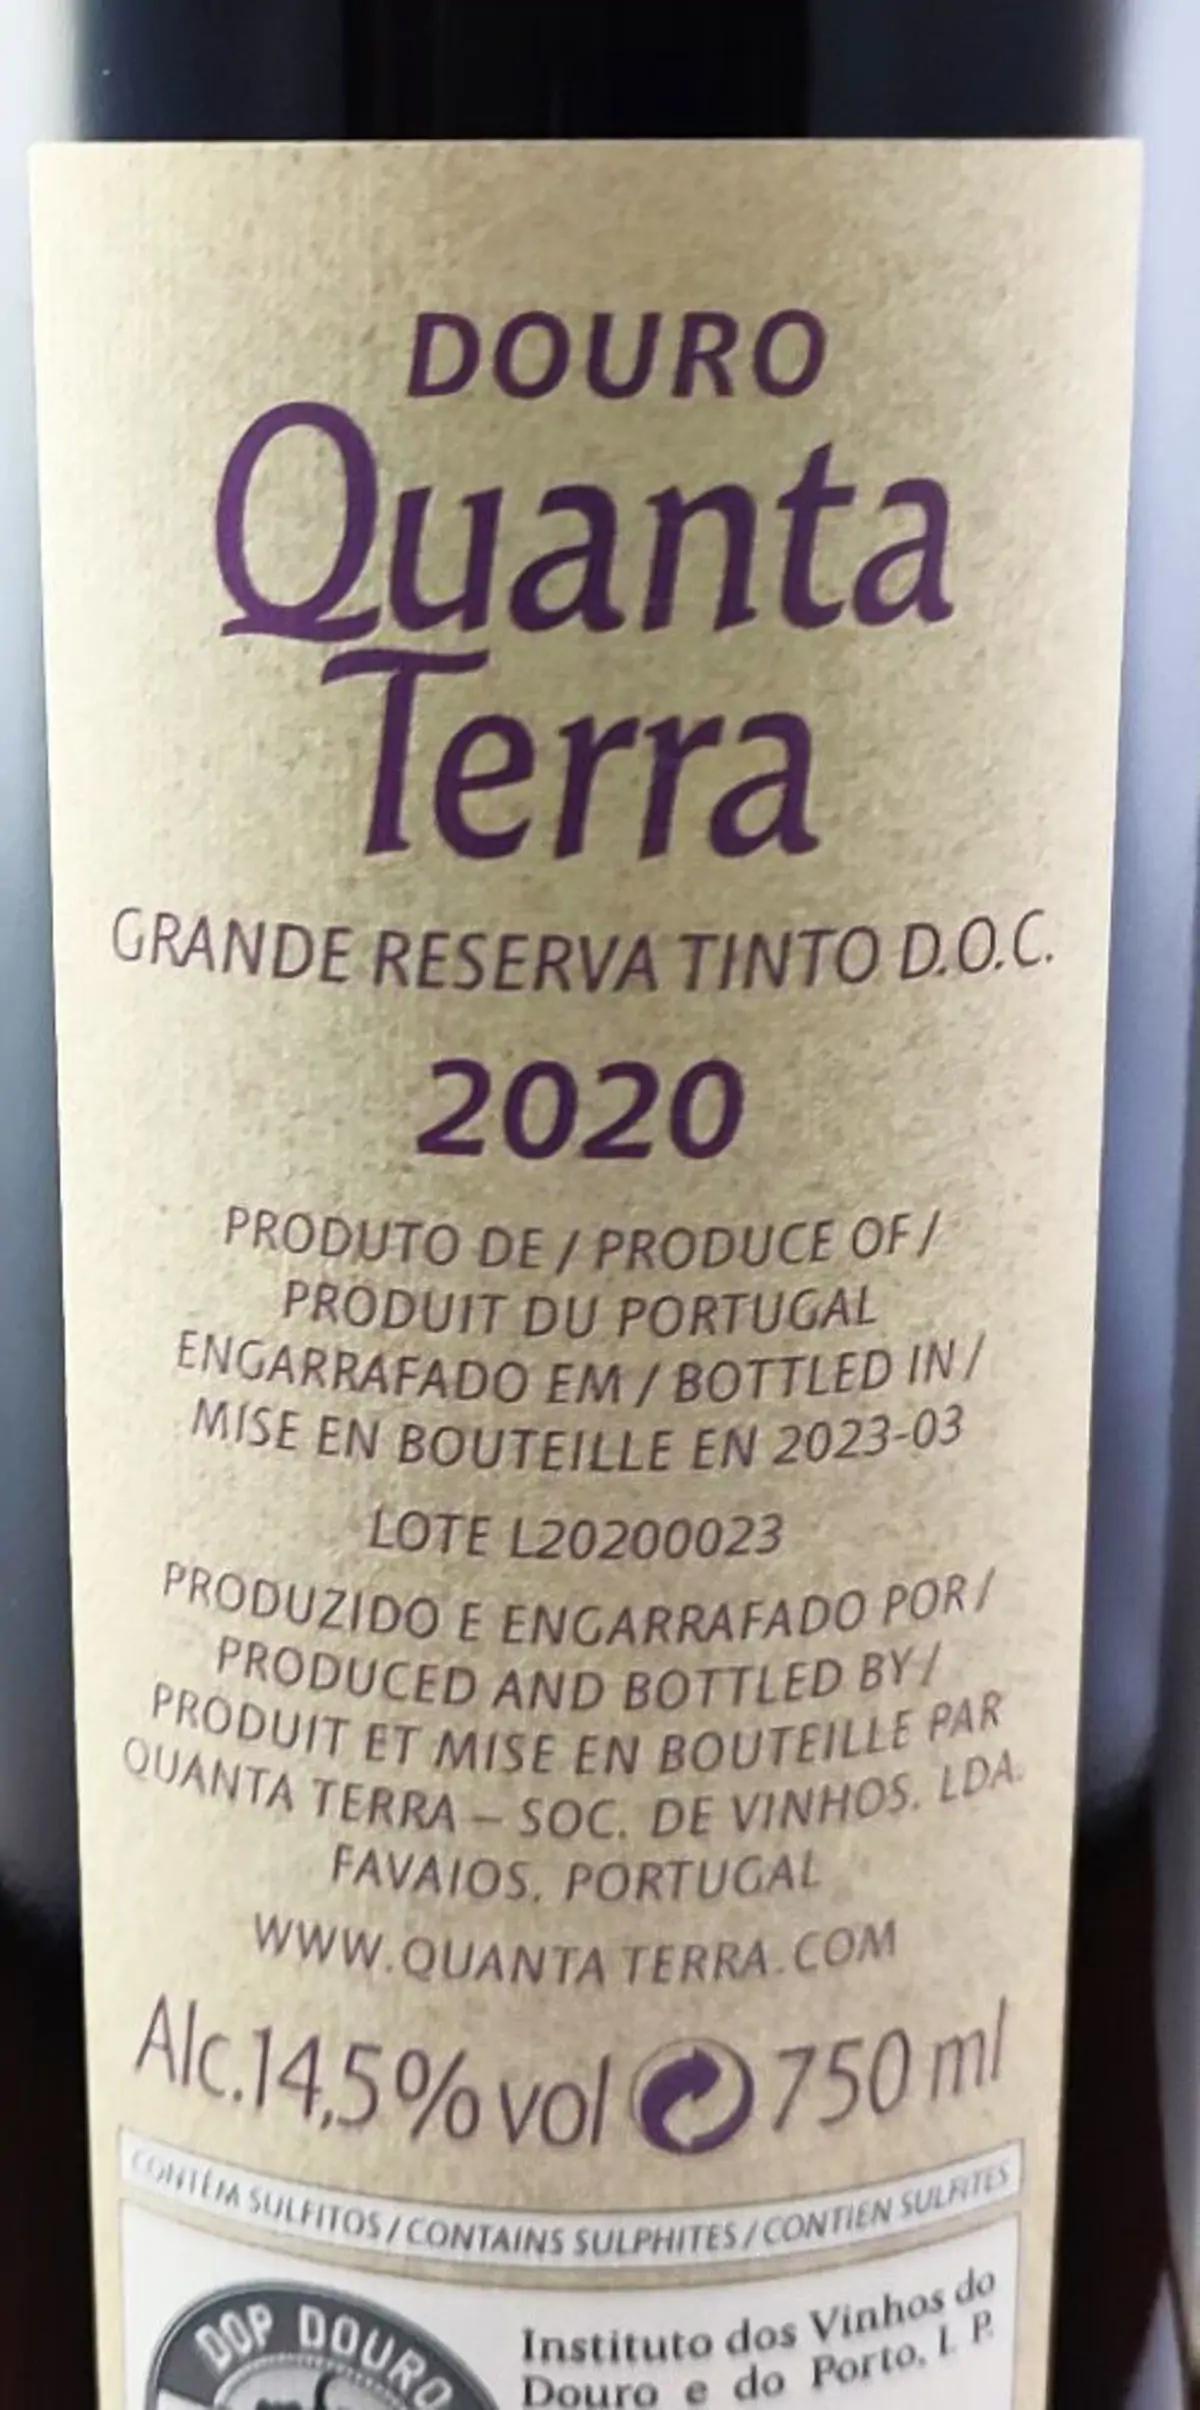 DOURO
Quanta
Terra
GRANDE RESERVA TINTO D.O.C.
2020
PRODUTO DE / PRODUCE OF /
PRODUIT DU PORTUGAL
ENGARRAFADO EM / BOTTLED IN /
MISE EN BOUTEILLE EN 2023-03
LOTE L20200023
PRODUZIDO E ENGARRAFADO POR /
PRODUCED AND BOTTLED BY /
PRODUIT ET MISE EN BOUTEILLE PAR
QUANTA TERRA – SOC. DE VINHOS. LDA.
FAVAIOS. PORTUGAL
WWW.QUANTA TERRA.COM
Alc.14,5% vol 750 ml
CONTÉM SULFITOS / CONTAINS SULPHITES / CONTIEN SULFITES
DOP DOURO
Instituto dos Vinhos do
Douro e do Porto, I. P.